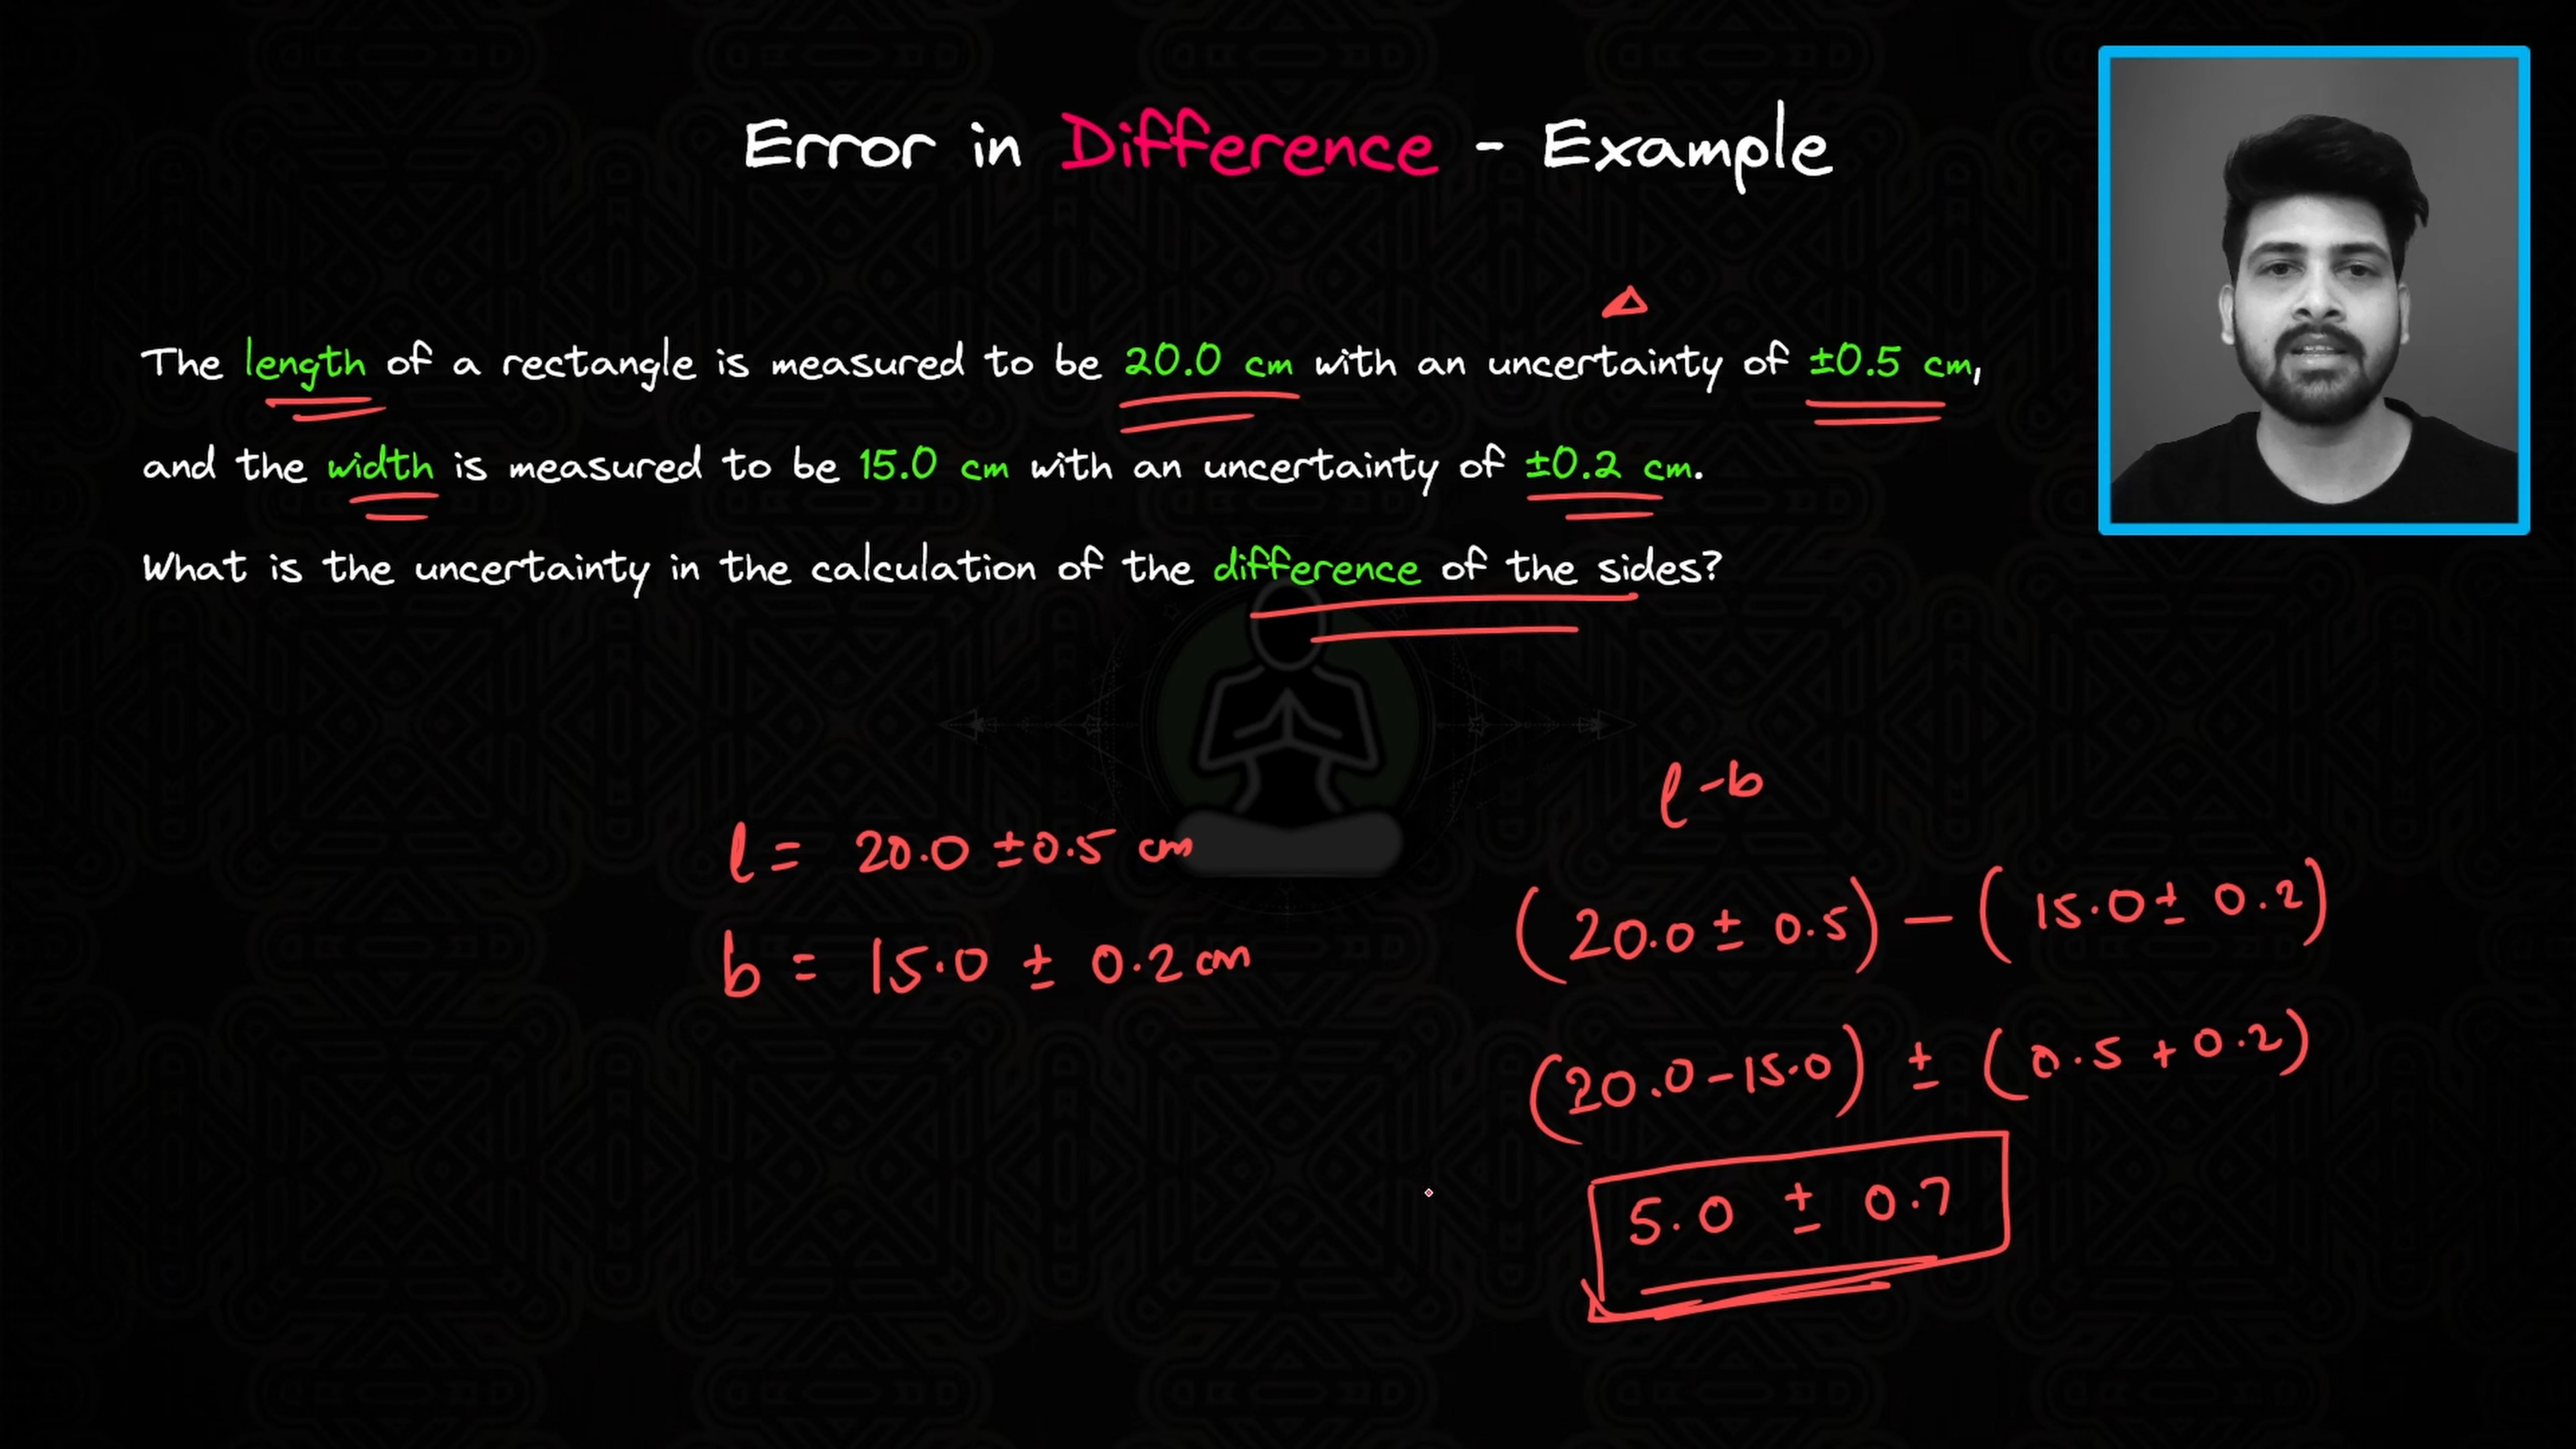 Error in Difference - Example
The length of a rectangle is measured to be 20.0 cm with an uncertainty of ±0.5 cm,
and the width is measured to be 15.0 cm with an uncertainty of ±0.2 cm.
What is the uncertainty in the calculation of the difference of the sides?
l = 20.0 ±0.5 cm
b = 15.0 ± 0.2 cm
l - b
(20.0 ± 0.5) - (15.0 ± 0.2)
(20.0 - 15.0) ± (0.5 + 0.2)
5.0 ± 0.7